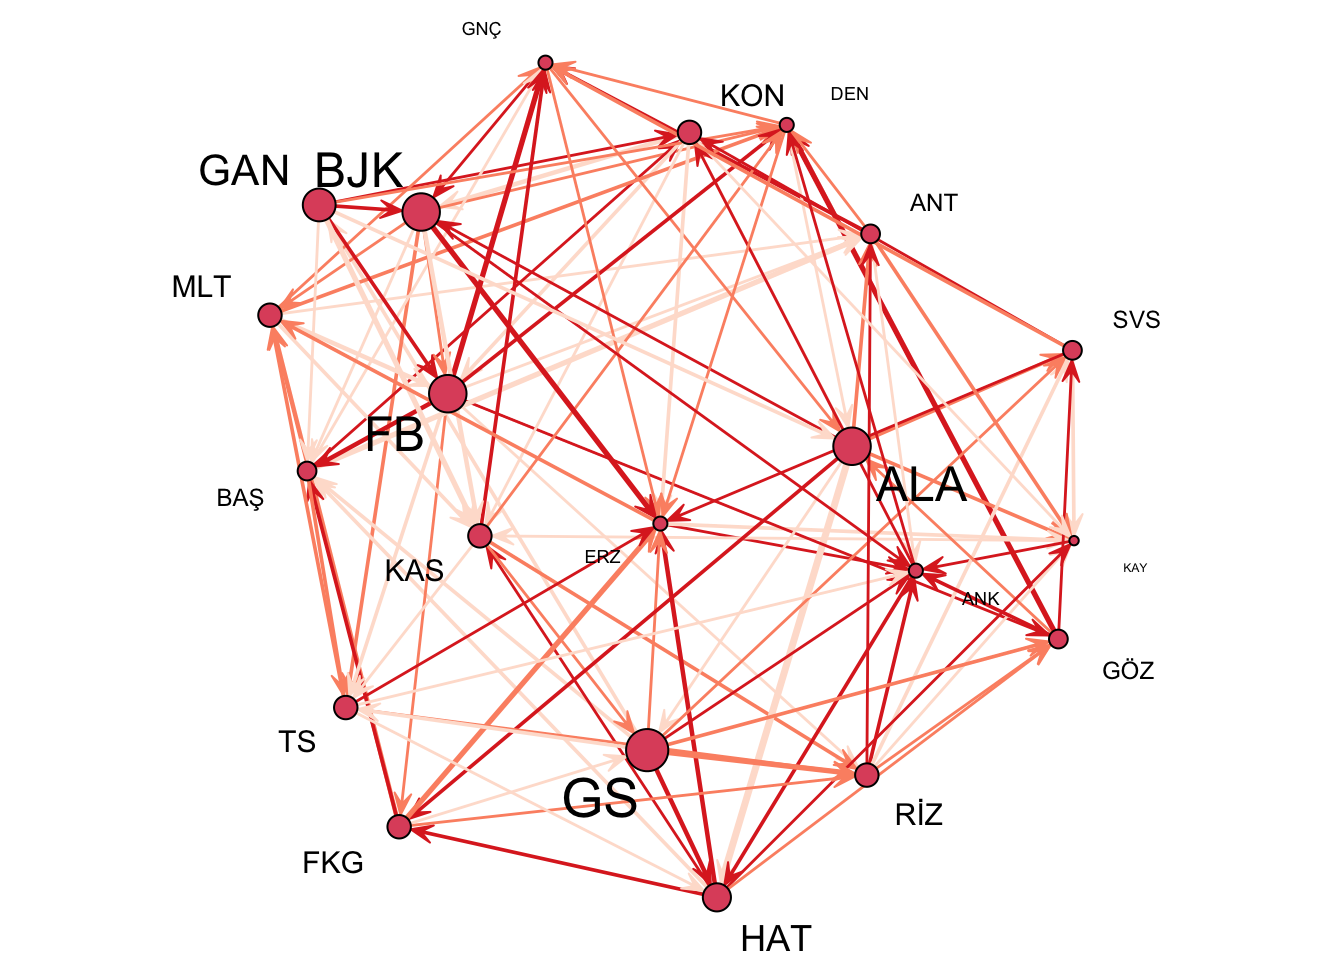 GNÇ
DEN
KON
GAN
BJK
ANT
MLT
SVS
FB
ALA
BAŞ
ERZ
KAS
KAY
ANK
GÖZ
TS
GS
RİZ
FKG
HAT